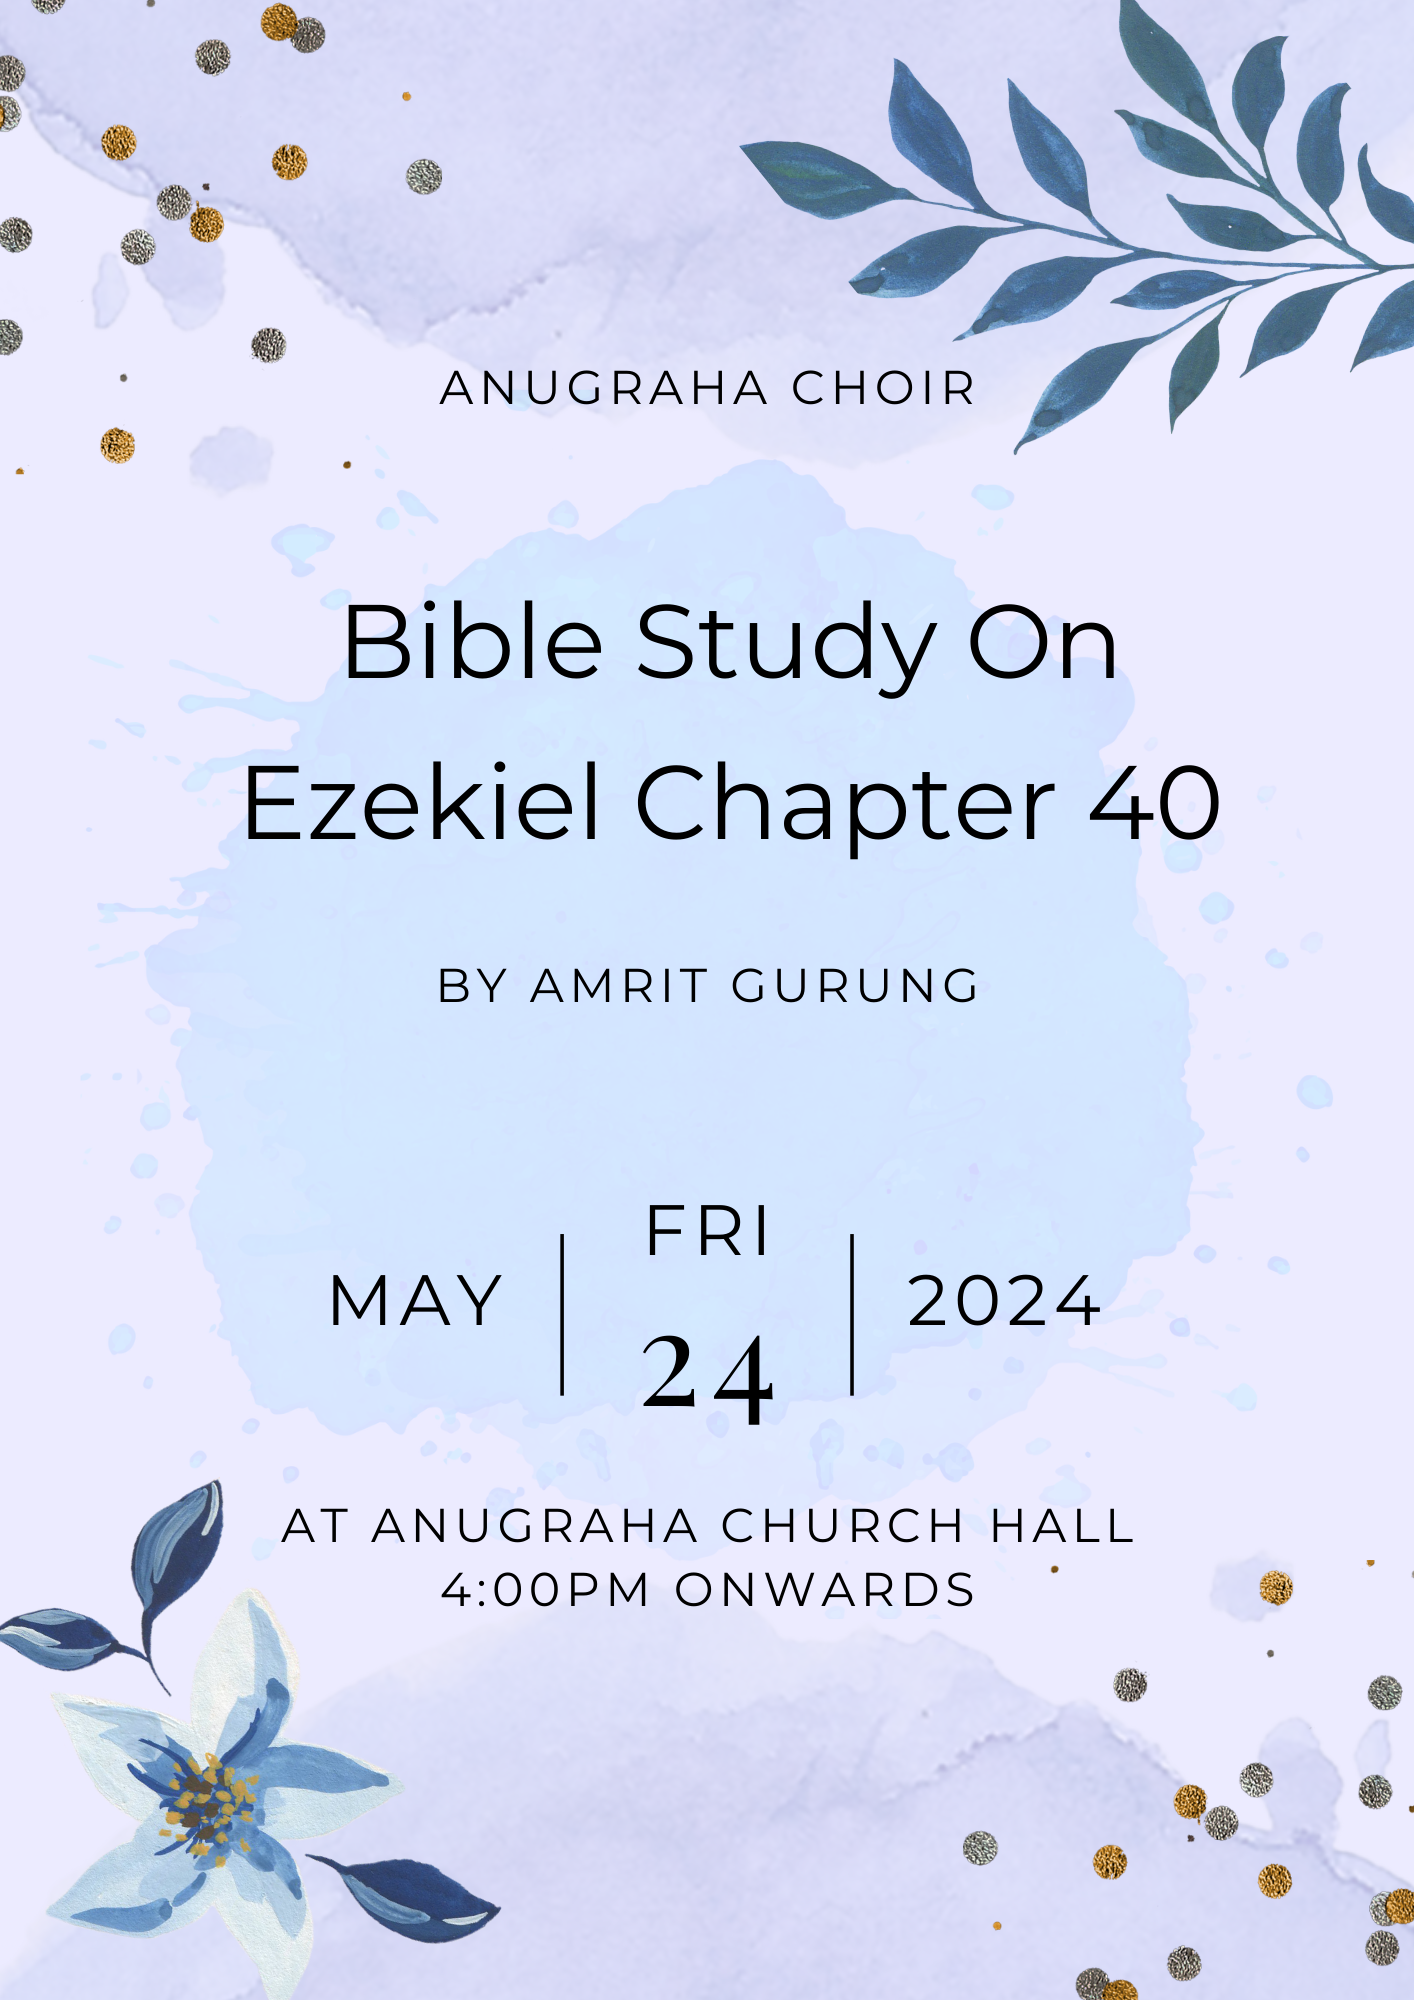 ANUGRAHA CHOIR
Bible Study On
Ezekiel Chapter 40
BY AMRIT GURUNG
FRI
MAY
2024
24
AT ANUGRAHA CHURCH HALL
4:00PM ONWARDS